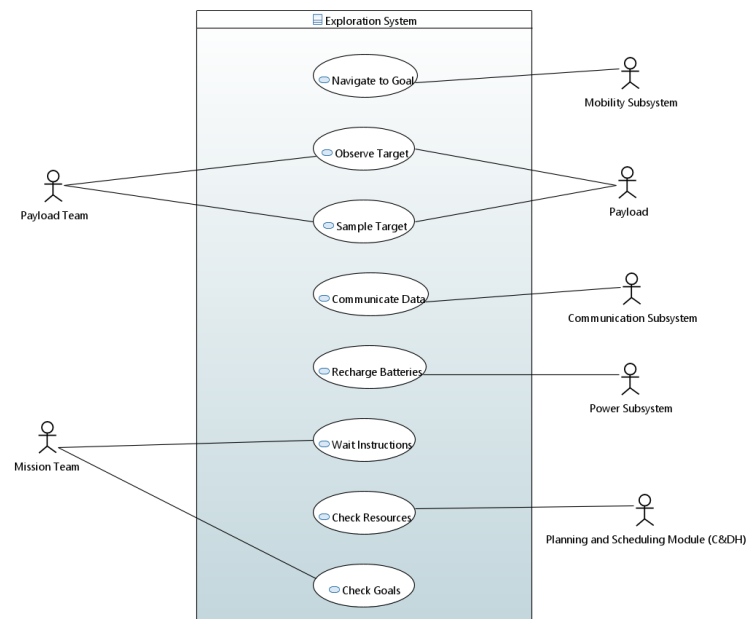 Exploration System
Navigate to Goal
Mobility Subsystem
Observe Target
Payload Team
Payload
Sample Target
Communicate Data
Communication Subsystem
Recharge Batteries
Power Subsystem
Mission Team
Wait Instructions
Check Resources
Planning and Scheduling Module (C&DH)
Check Goals